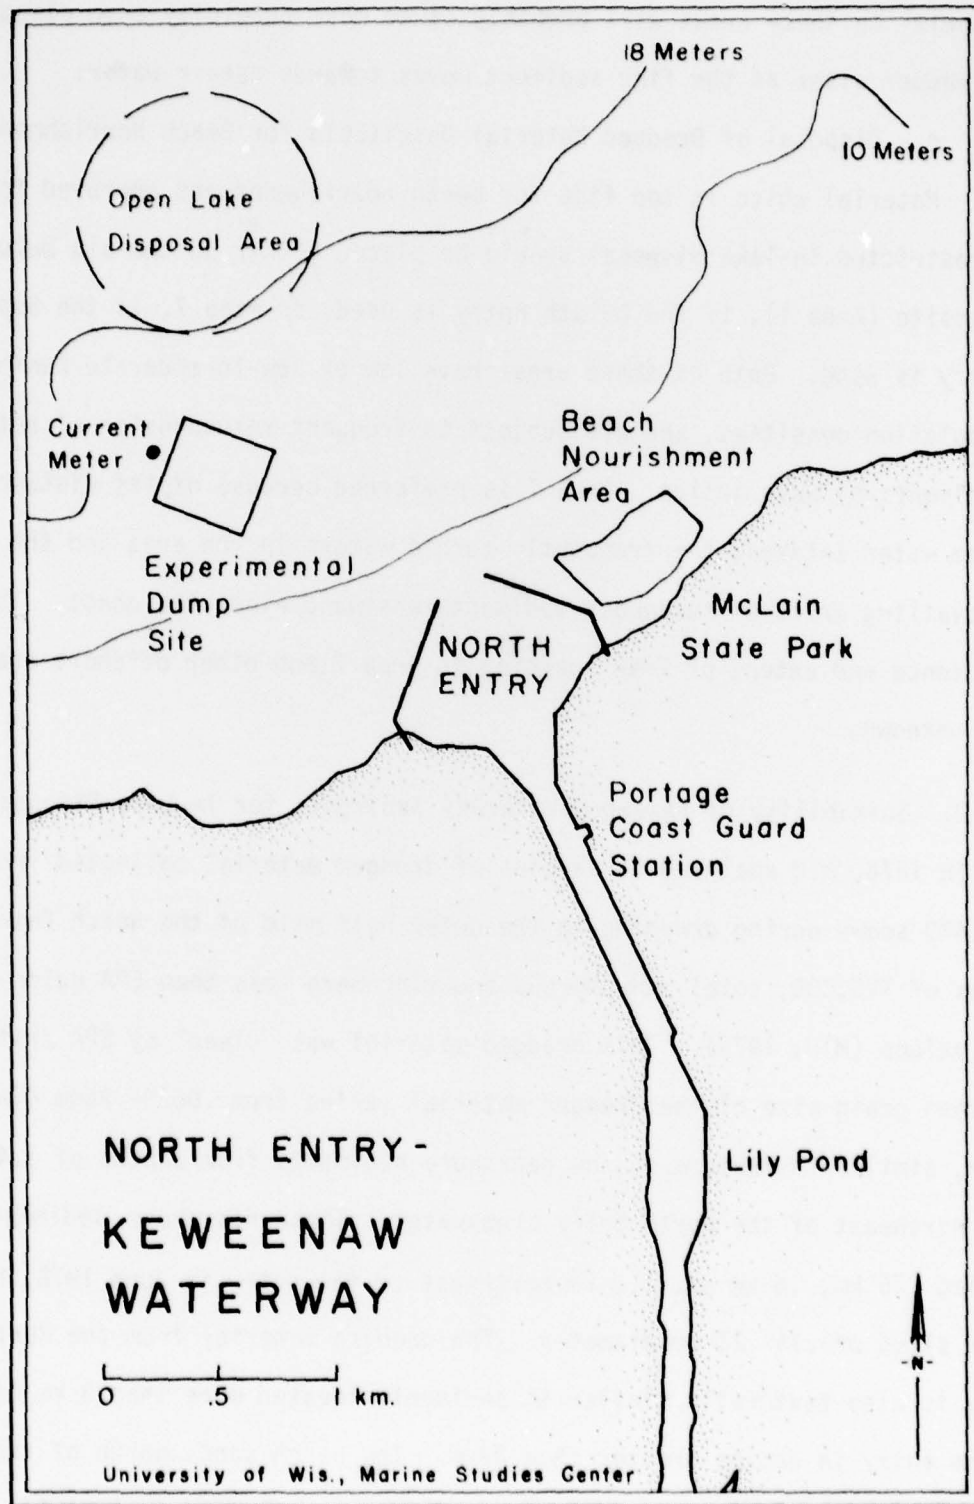 18 Meters
10 Meters
Open Lake
Disposal Area
Current
Meter
Beach
Nourishment
Area
Experimental
Dump
Site
McLain
State Park
NORTH
ENTRY
Portage
Coast Guard
Station
Lily Pond
NORTH ENTRY -
KEWEENAW
WATERWAY
0 .5 1 km.
-N-
University of Wis., Marine Studies Center